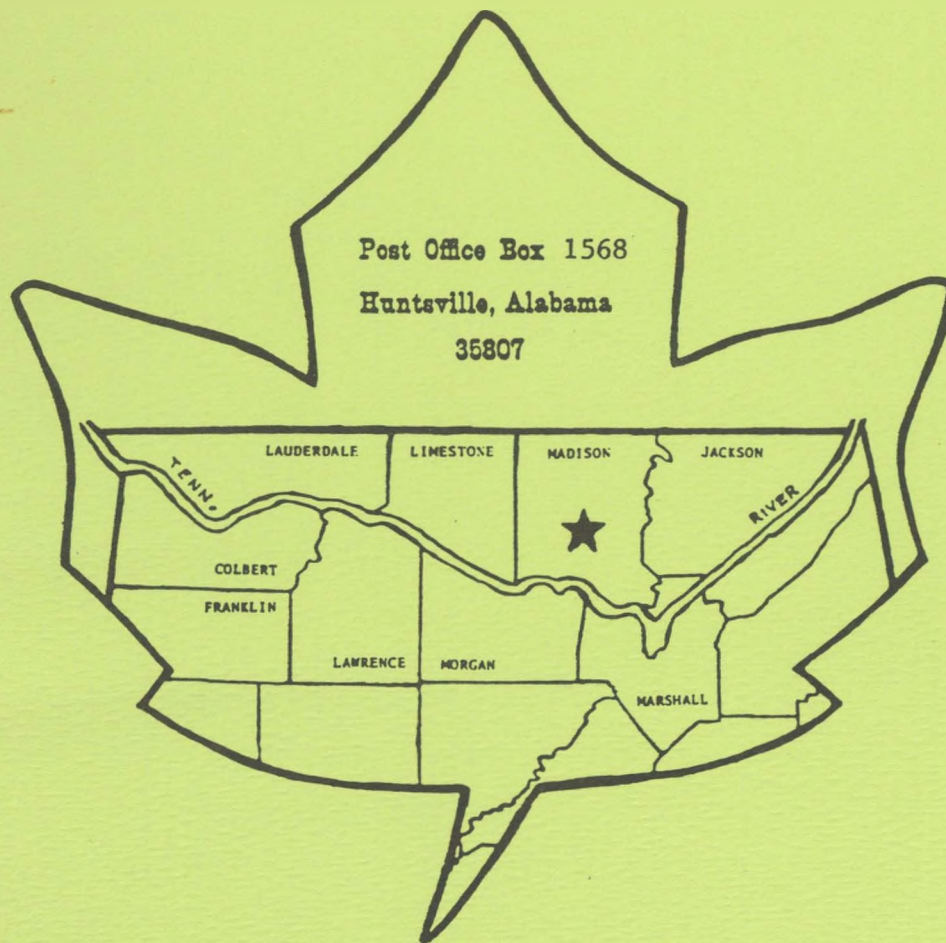 Post Office Box 1568
Huntsville, Alabama
35807
LAUDERDALE
LIMESTONE
MADISON
JACKSON
TENN.
RIVER
COLBERT
FRANKLIN
LAWRENCE
MORGAN
MARSHALL